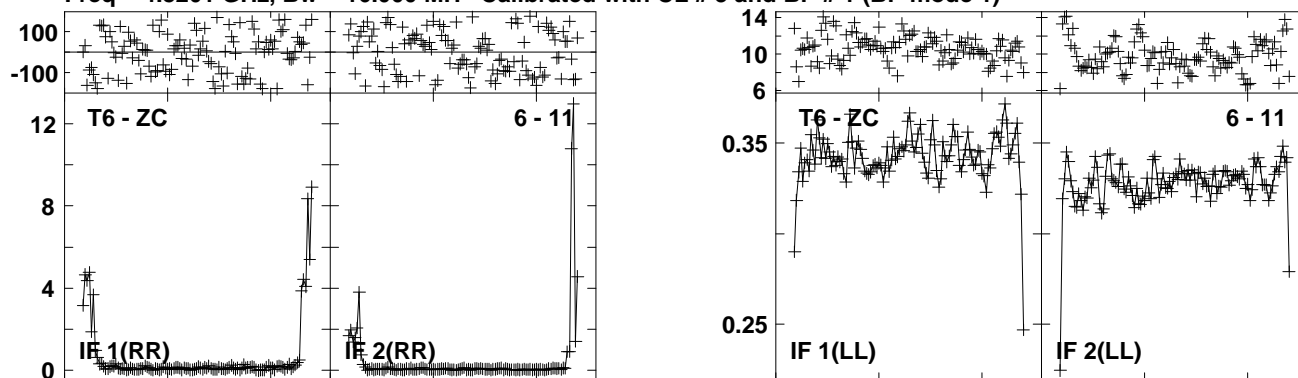 Calibrated with CL # and BP # 1 (BP mode 1)
100
-100
14
10
6
T6 - ZC
6 - 11
12
8
4
0
IF 1(RR)
IF 2(RR)
T6 - ZC
6 - 11
0.35
0.25
IF 1(LL)
IF 2(LL)